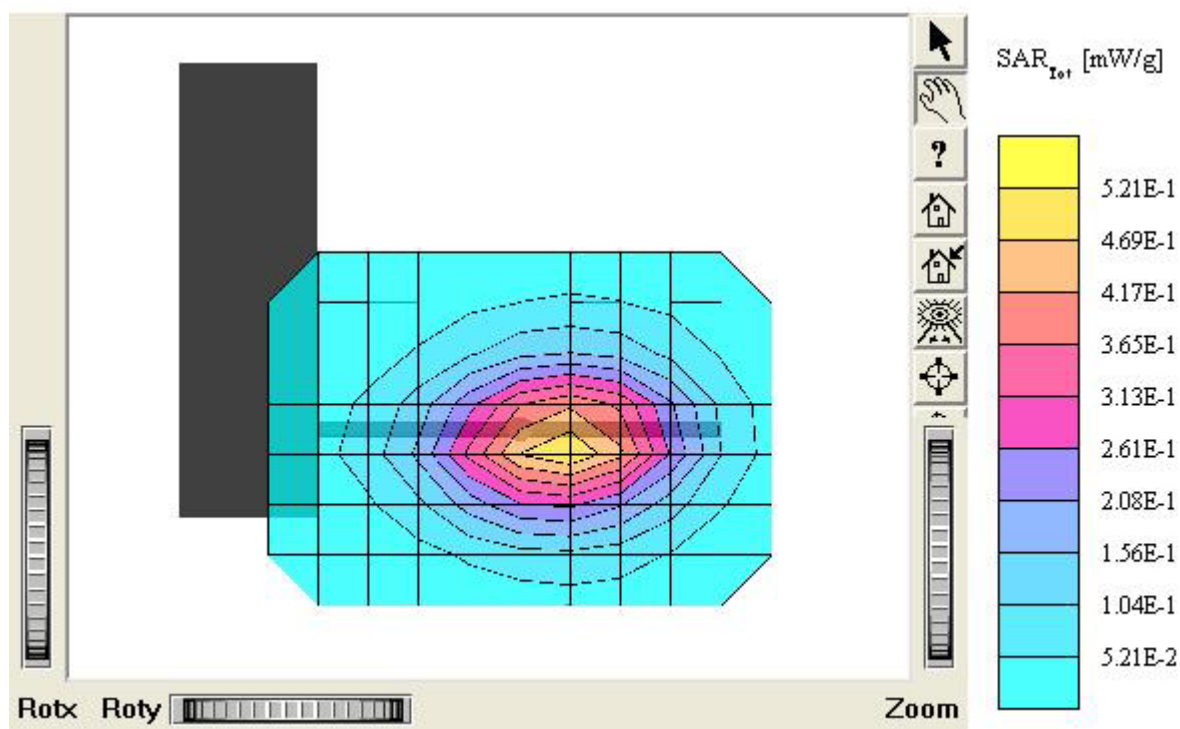 SAR_Tot [mW/g]
?
5.21E-1
4.69E-1
4.17E-1
3.65E-1
3.13E-1
2.61E-1
2.08E-1
1.56E-1
1.04E-1
5.21E-2
Rotx Roty Zoom